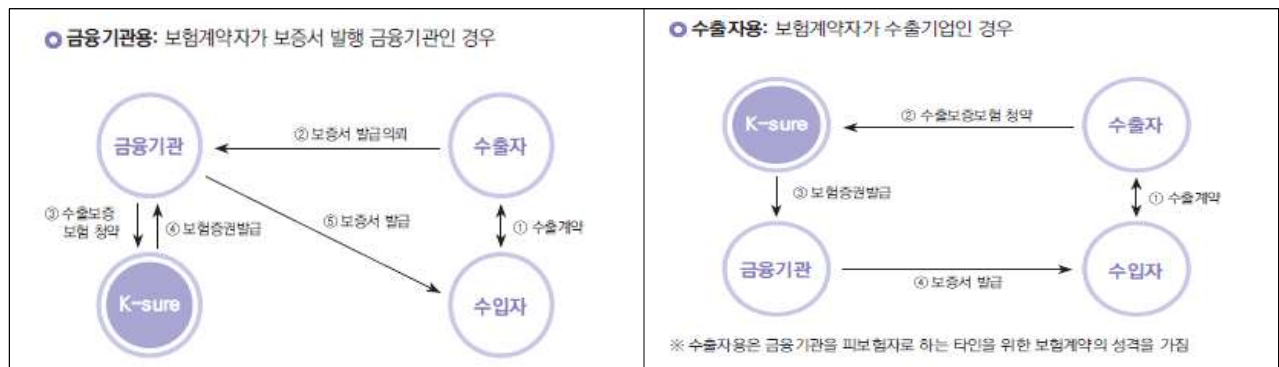 금융기관용: 보험계약자가 보증서 발행 금융기관인 경우
금융기관
② 보증서 발급의뢰
수출자
③ 수출보증
보험 청약
④ 보험증권발급
⑤ 보증서 발급
① 수출계약
K-sure
수입자
수출자용: 보험계약자가 수출기업인 경우
K-sure
② 수출보증보험 청약
수출자
③ 보험증권발급
① 수출계약
금융기관
④ 보증서 발급
수입자
※ 수출자용은 금융기관을 피보험자로 하는 타인을 위한 보험계약의 성격을 가짐